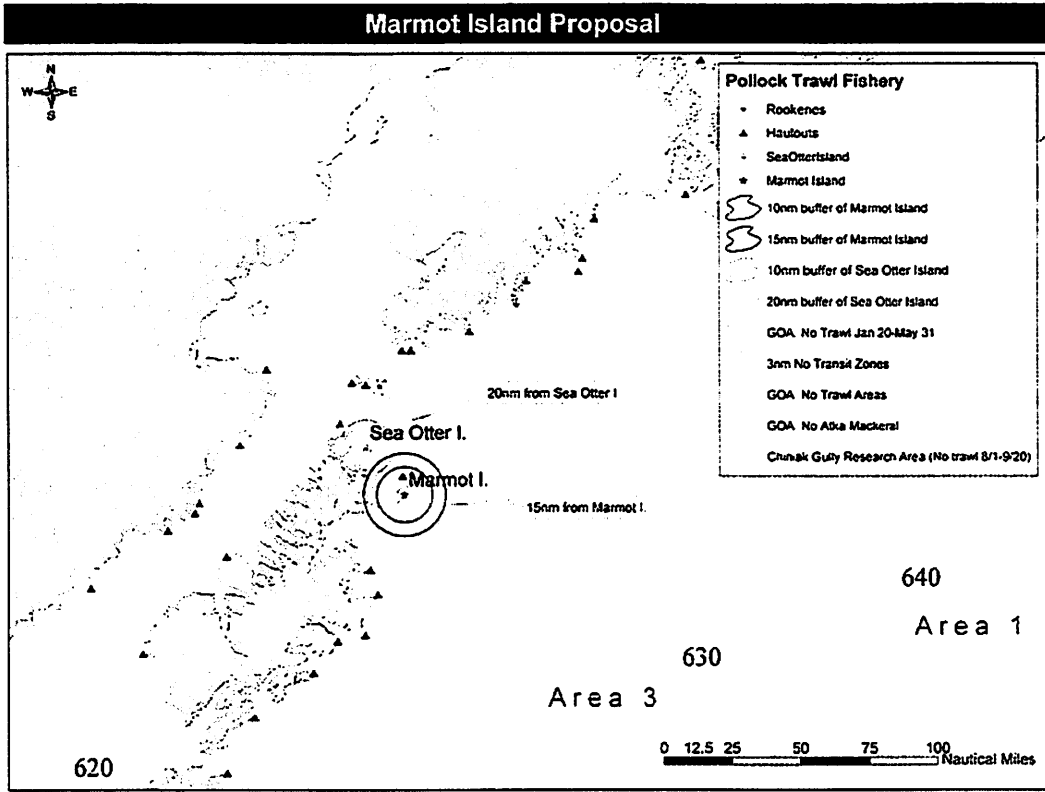 Marmot Island Proposal
N
W E
S
Pollock Trawl Fishery
Rookenes
Haulouts
SeaOtterIsland
Marmot Island
10nm buffer of Marmot Island
15nm buffer of Marmot Island
10nm buffer of Sea Otter Island
20nm buffer of Sea Otter Island
GOA No Trawl Jan 20-May 31
3nm No Transit Zones
GOA No Trawl Areas
GOA No Atka Mackeral
Chiniak Gully Research Area (No trawl 8/1-9/20)
20nm from Sea Otter I
Sea Otter I.
Marmot I.
15nm from Marmot I.
640
Area 1
630
Area 3
620
0 12.5 25 50 75 100
Nautical Miles